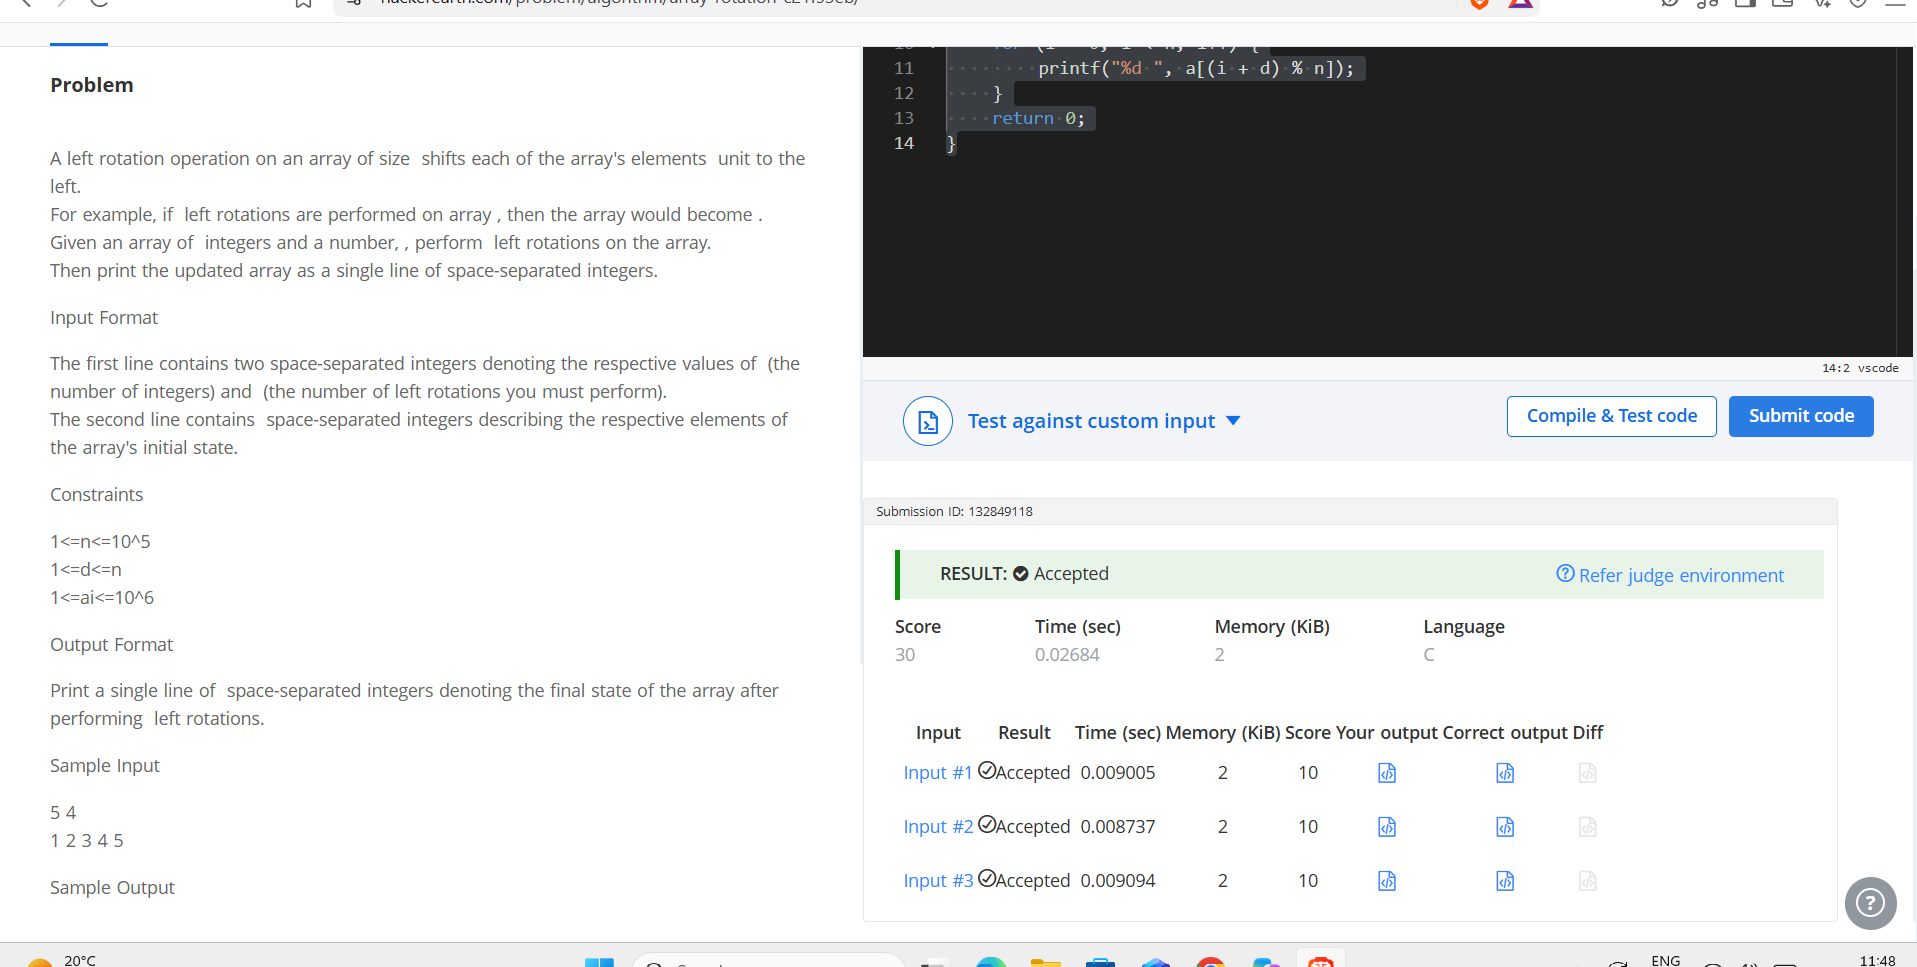 Problem
A left rotation operation on an array of size  shifts each of the array's elements  unit to the
left.
For example, if  left rotations are performed on array , then the array would become .
Given an array of  integers and a number, , perform  left rotations on the array.
Then print the updated array as a single line of space-separated integers.
Input Format
The first line contains two space-separated integers denoting the respective values of  (the
number of integers) and  (the number of left rotations you must perform).
The second line contains  space-separated integers describing the respective elements of
the array's initial state.
Constraints
1<=n<=10^5
1<=d<=n
1<=ai<=10^6
Output Format
Print a single line of  space-separated integers denoting the final state of the array after
performing  left rotations.
Sample Input
5 4
1 2 3 4 5
Sample Output
11 printf("%d ", a[(i + d) % n]);
12 }
13 return 0;
14 }
14:2 vscode
Test against custom input
Compile & Test code
Submit code
Submission ID: 132849118
RESULT: Accepted
Refer judge environment
Score Time (sec) Memory (KiB) Language
30 0.02684 2 C
Input Result Time (sec) Memory (KiB) Score Your output Correct output Diff
Input #1 Accepted 0.009005 2 10
Input #2 Accepted 0.008737 2 10
Input #3 Accepted 0.009094 2 10
?
20°C
ENG
11:48